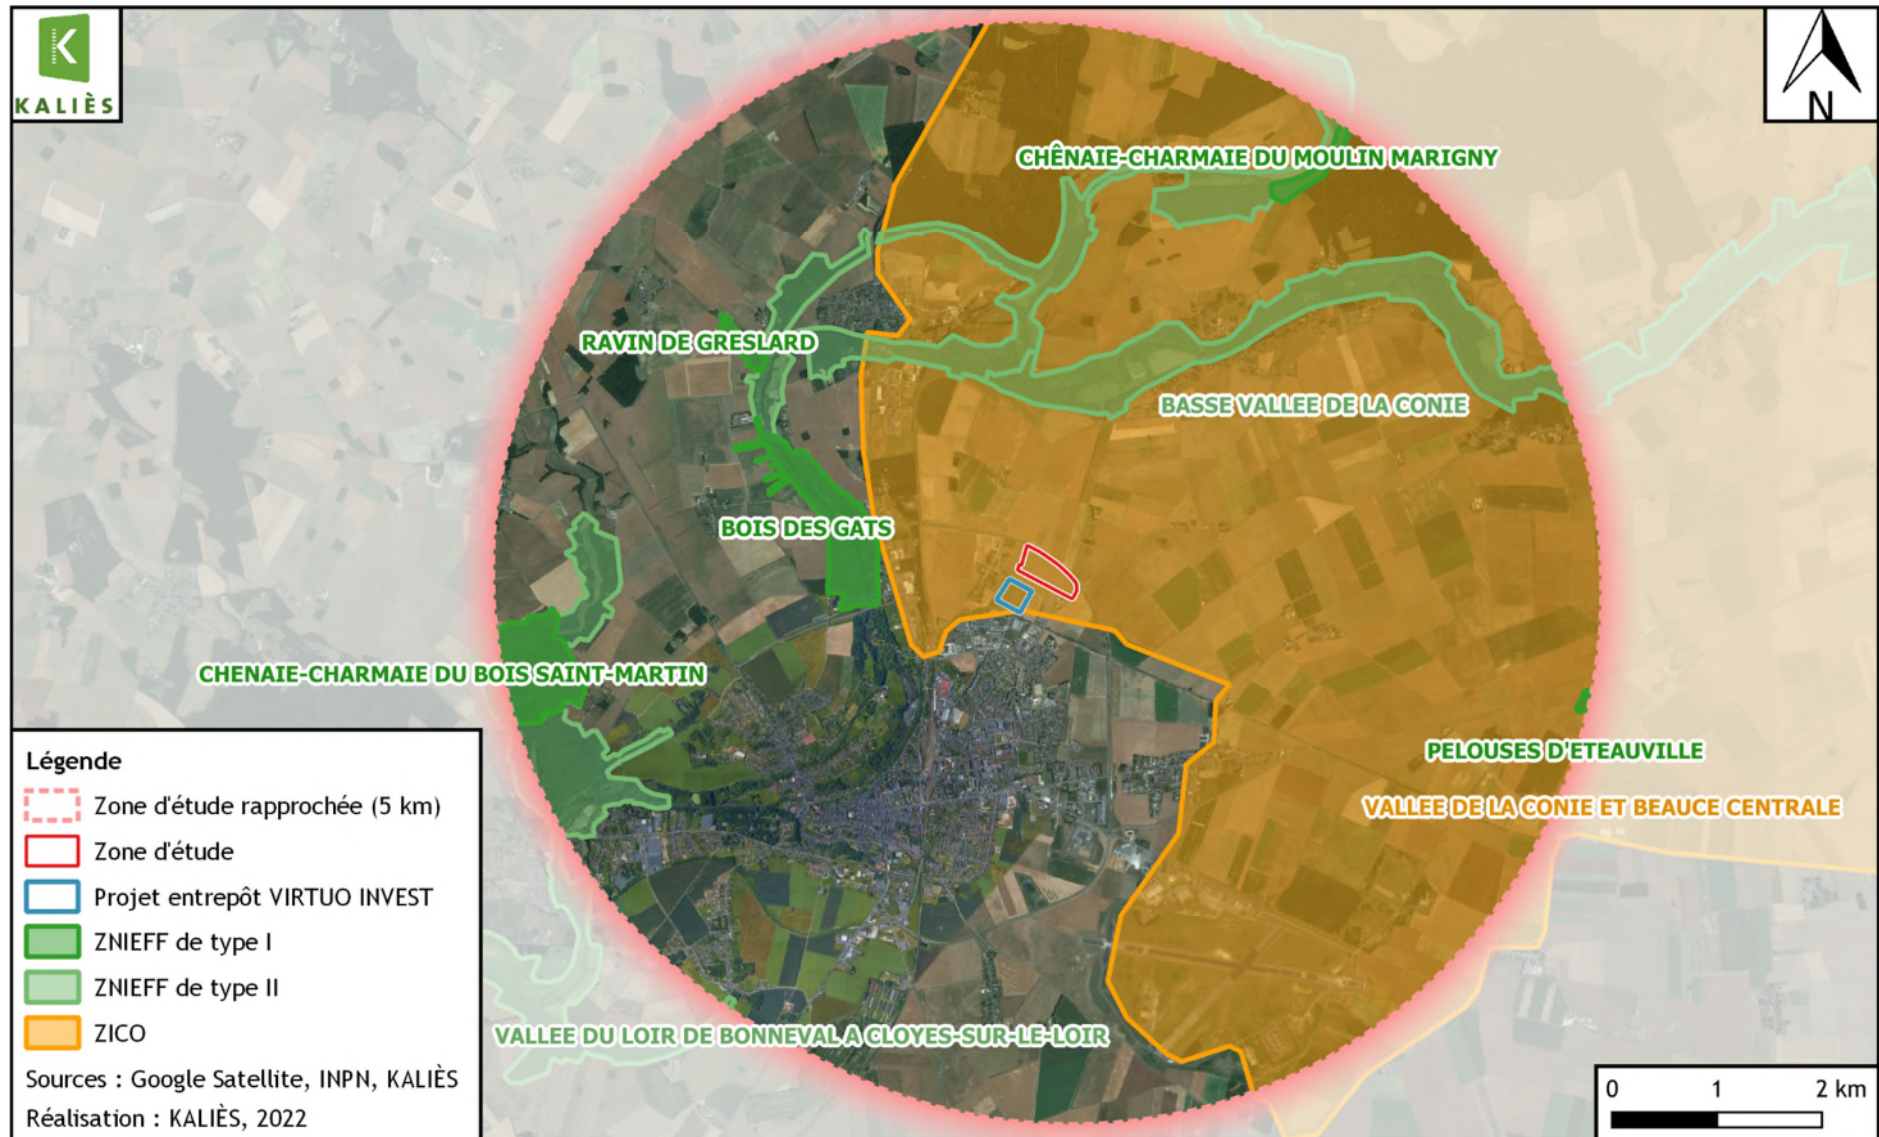 KALIÈS
N
CHÊNAIE-CHARMAIE DU MOULIN MARIGNY
RAVIN DE GRESLARD
BASSE VALLEE DE LA CONIE
BOIS DES GATS
CHENAIE-CHARMAIE DU BOIS SAINT-MARTIN
PELOUSES D'ETEAUVILLE
VALLEE DE LA CONIE ET BEAUCE CENTRALE
VALLEE DU LOIR DE BONNEVAL A CLOYES-SUR-LE-LOIR
Légende
Zone d'étude rapprochée (5 km)
Zone d'étude
Projet entrepôt VIRTUO INVEST
ZNIEFF de type I
ZNIEFF de type II
ZICO
Sources : Google Satellite, INPN, KALIÈS
Réalisation : KALIÈS, 2022
0 1 2 km